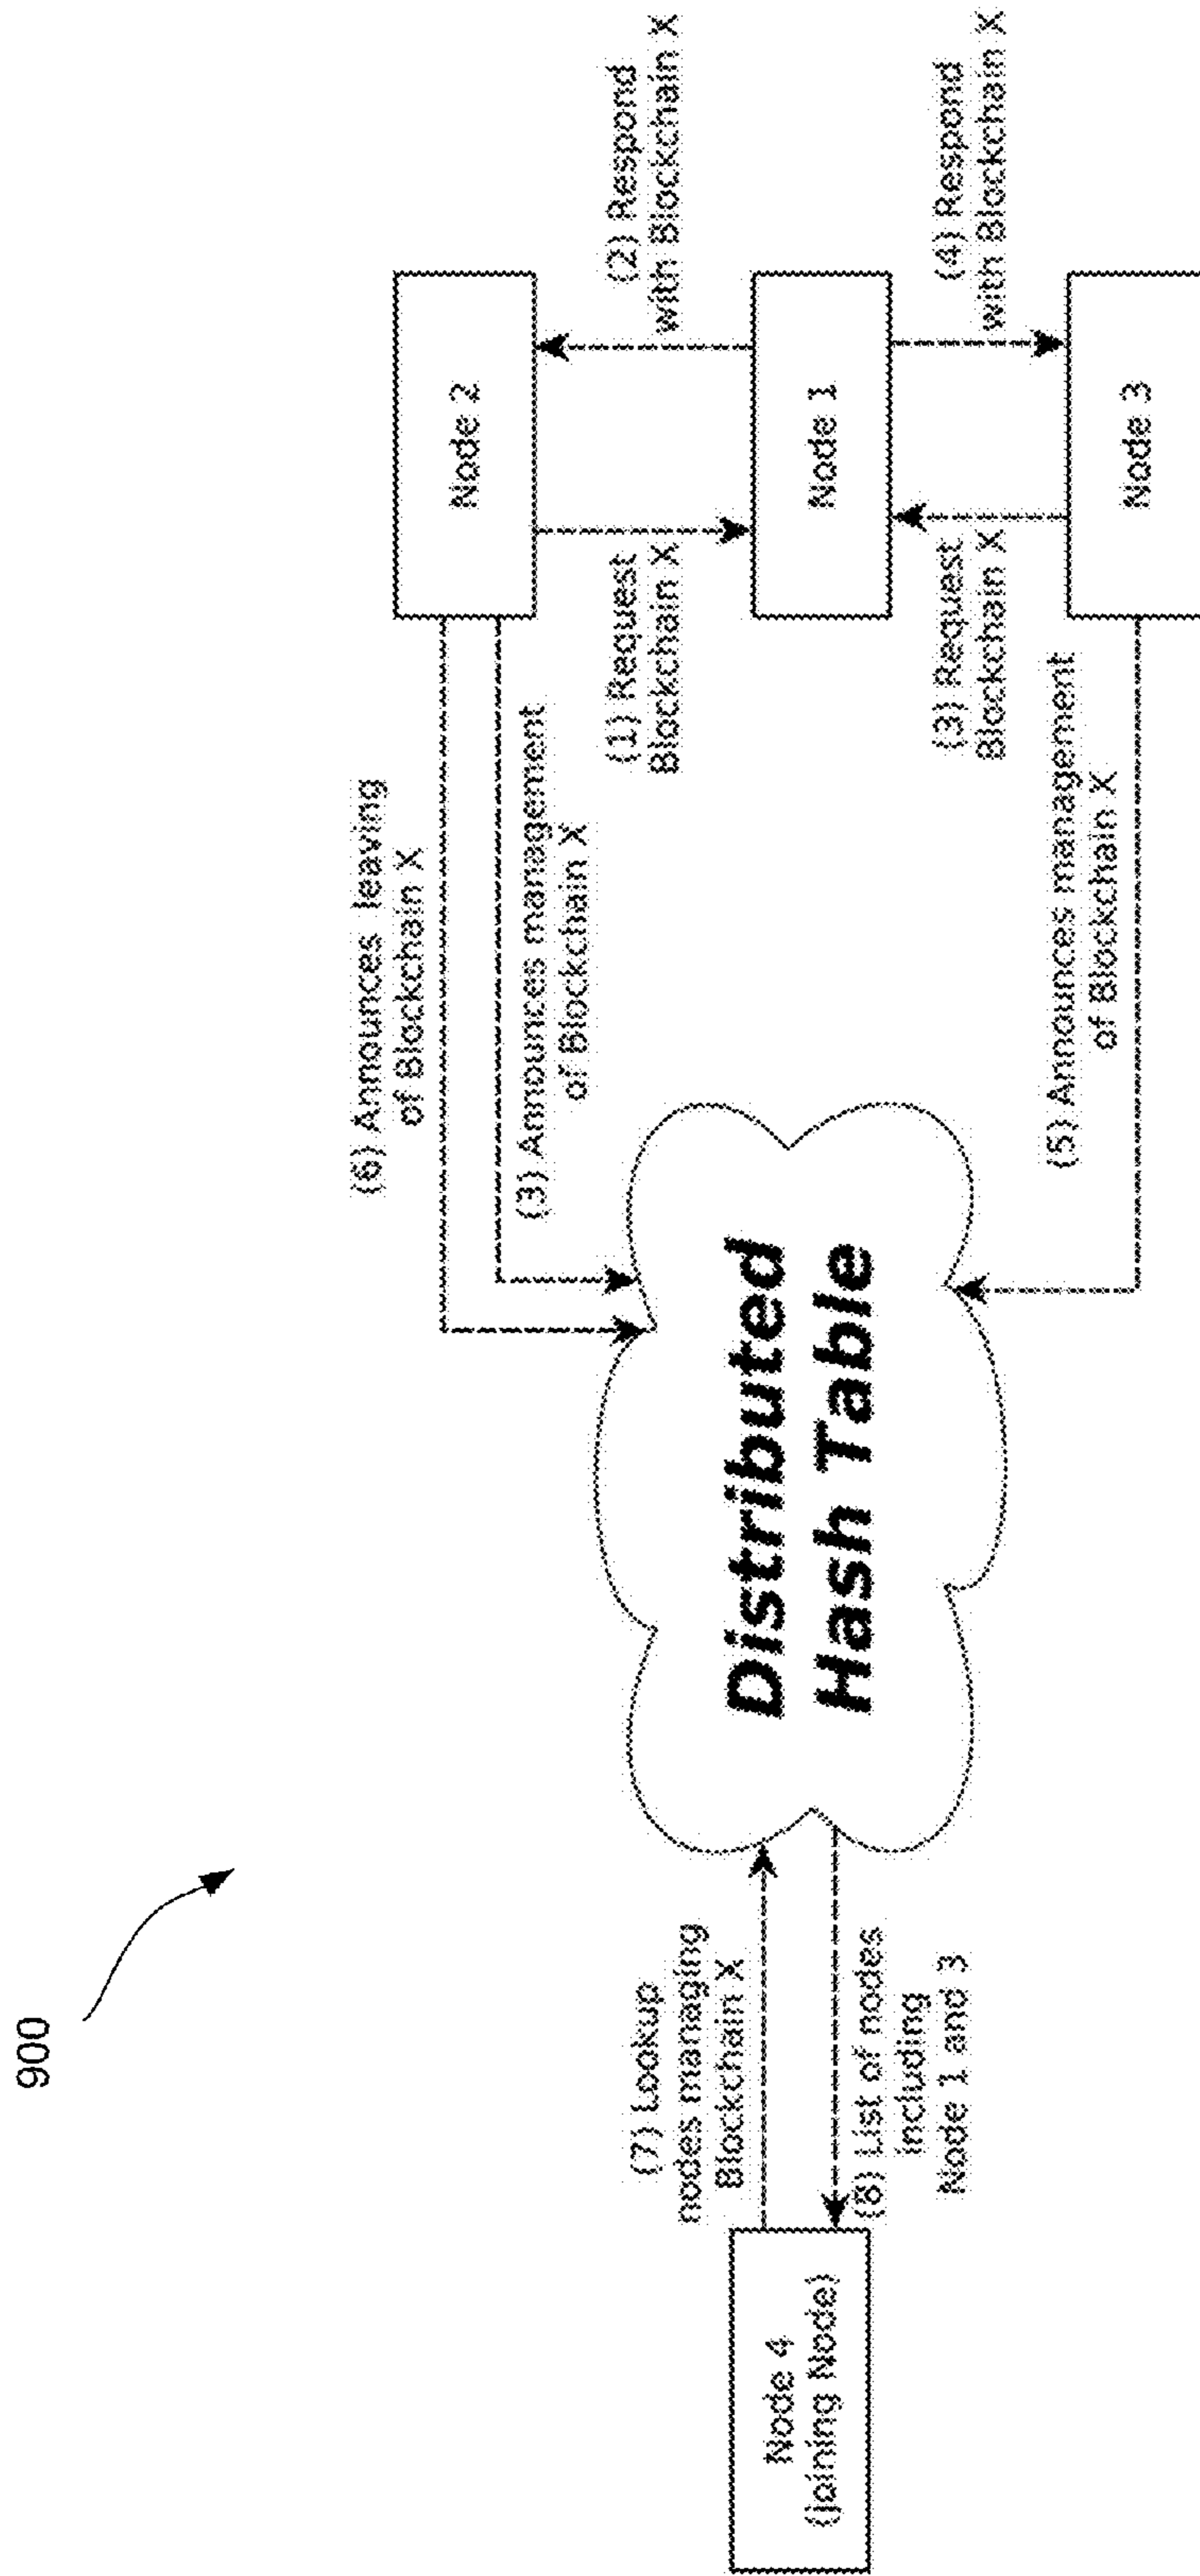 900
Node 4
(joining Node)
(7) Lookup
nodes managing
Blockchain X
(8) List of nodes
including
Node 1 and 3
Distributed
Hash Table
(6) Announces leaving
of Blockchain X
(3) Announces management
of Blockchain X
(5) Announces management
of Blockchain X
(1) Request
Blockchain X
(3) Request
Blockchain X
Node 2
Node 1
Node 3
(2) Respond
with Blockchain X
(4) Respond
with Blockchain X